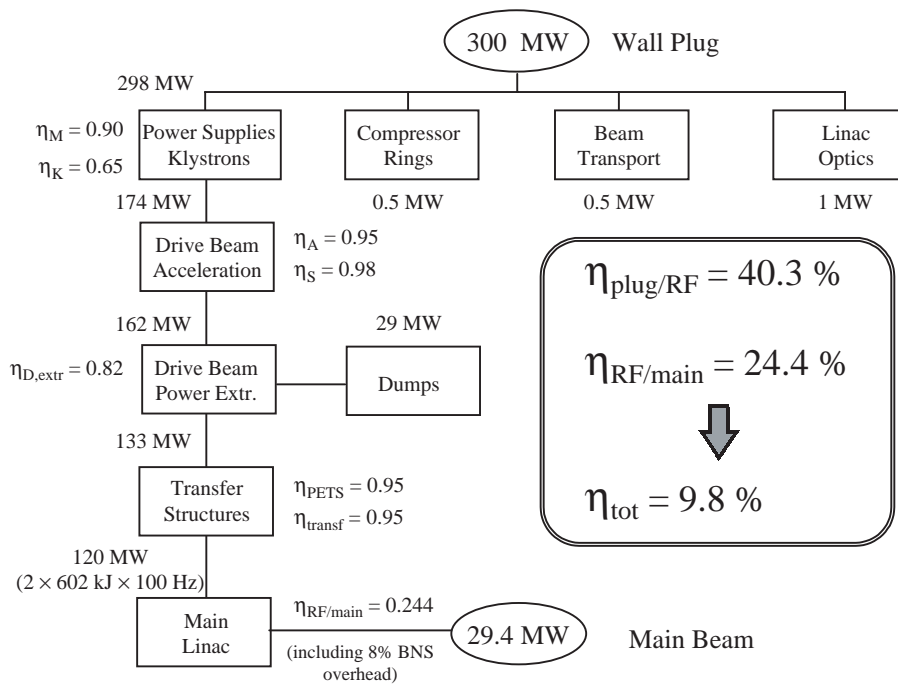 300 MW
Wall Plug
298 MW
η_M = 0.90
η_K = 0.65
Power Supplies
Klystrons
Compressor
Rings
Beam
Transport
Linac
Optics
174 MW
0.5 MW
0.5 MW
1 MW
Drive Beam
Acceleration
η_A = 0.95
η_S = 0.98
η_plug/RF = 40.3 %
162 MW
29 MW
η_D,extr = 0.82
Drive Beam
Power Extr.
Dumps
η_RF/main = 24.4 %
133 MW
Transfer
Structures
η_PETS = 0.95
η_transf = 0.95
η_tot = 9.8 %
120 MW
(2 × 602 kJ × 100 Hz)
Main
Linac
η_RF/main = 0.244
(including 8% BNS
overhead)
29.4 MW
Main Beam